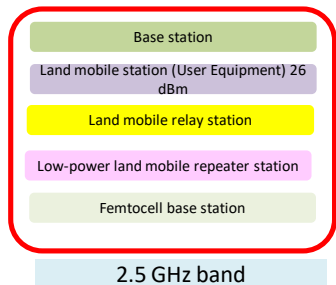 Base station
Land mobile station (User Equipment) 26
dBm
Land mobile relay station
Low-power land mobile repeater station
Femtocell base station
2.5 GHz band